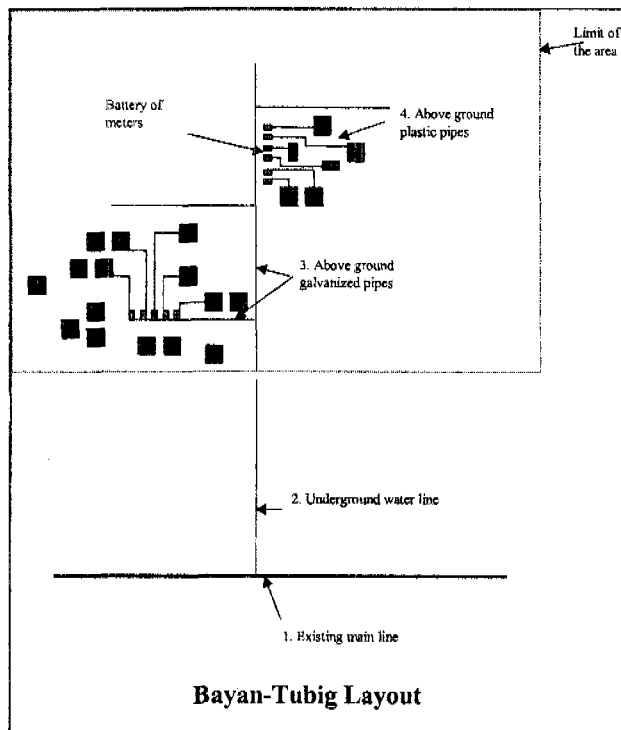 Limit of
the area
Battery of
meters
4. Above ground
plastic pipes
3. Above ground
galvanized pipes
2. Underground water line
1. Existing main line
Bayan-Tubig Layout